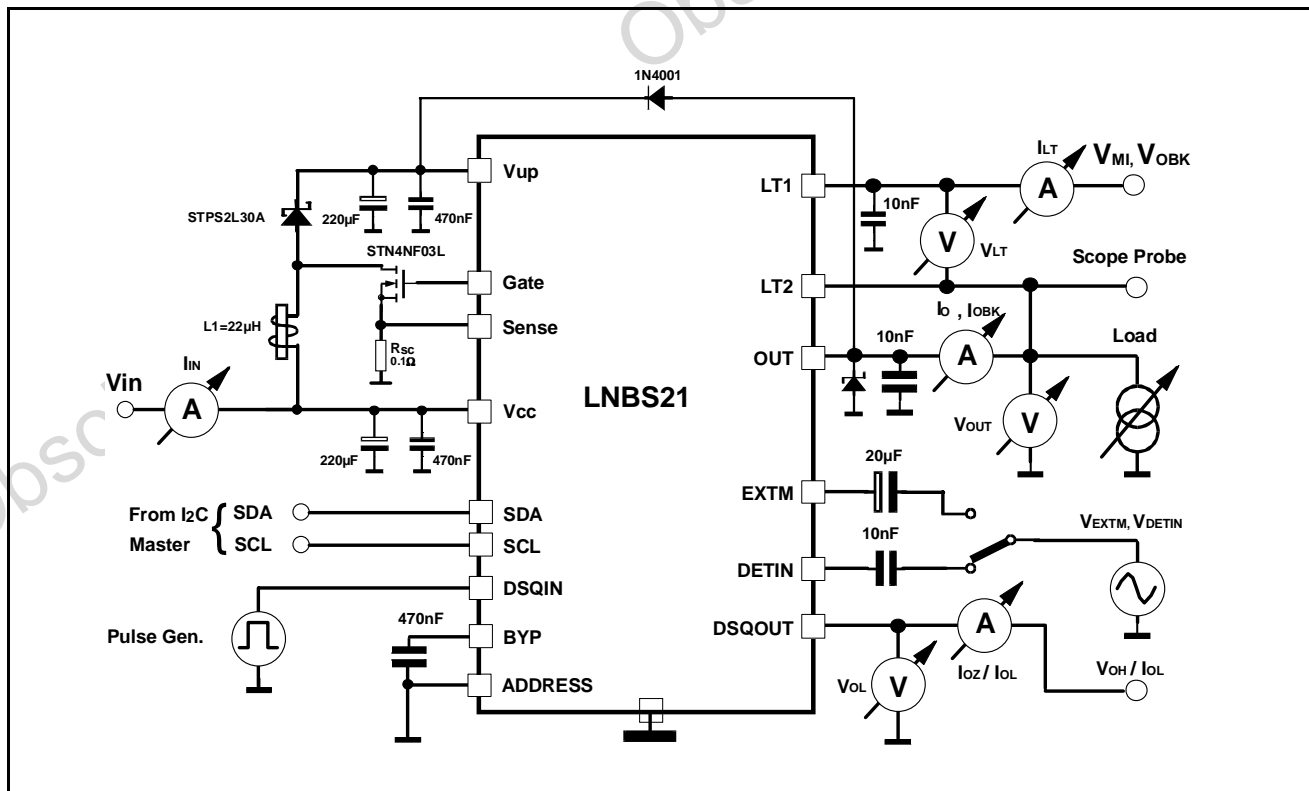 Obso
1N4001
Vup
220µF
470nF
STPS2L30A
STN4NF03L
Gate
Sense
L1=22µH
RSC
0.1Ω
IIN
Vin
A
Vcc
220µF
470nF
From I2C
Master
SDA
SCL
SDA
SCL
DSQIN
Pulse Gen.
470nF
BYP
ADDRESS
LNBS21
LT1
10nF
ILT
A
VMI, VOBK
V
VLT
LT2
Scope Probe
IO , IOBK
OUT
10nF
A
Load
VOUT
V
20µF
EXTM
10nF
DETIN
VEXTM, VDETIN
DSQOUT
A
IOZ / IOL
VOL
V
VOH / IOL
Obsc